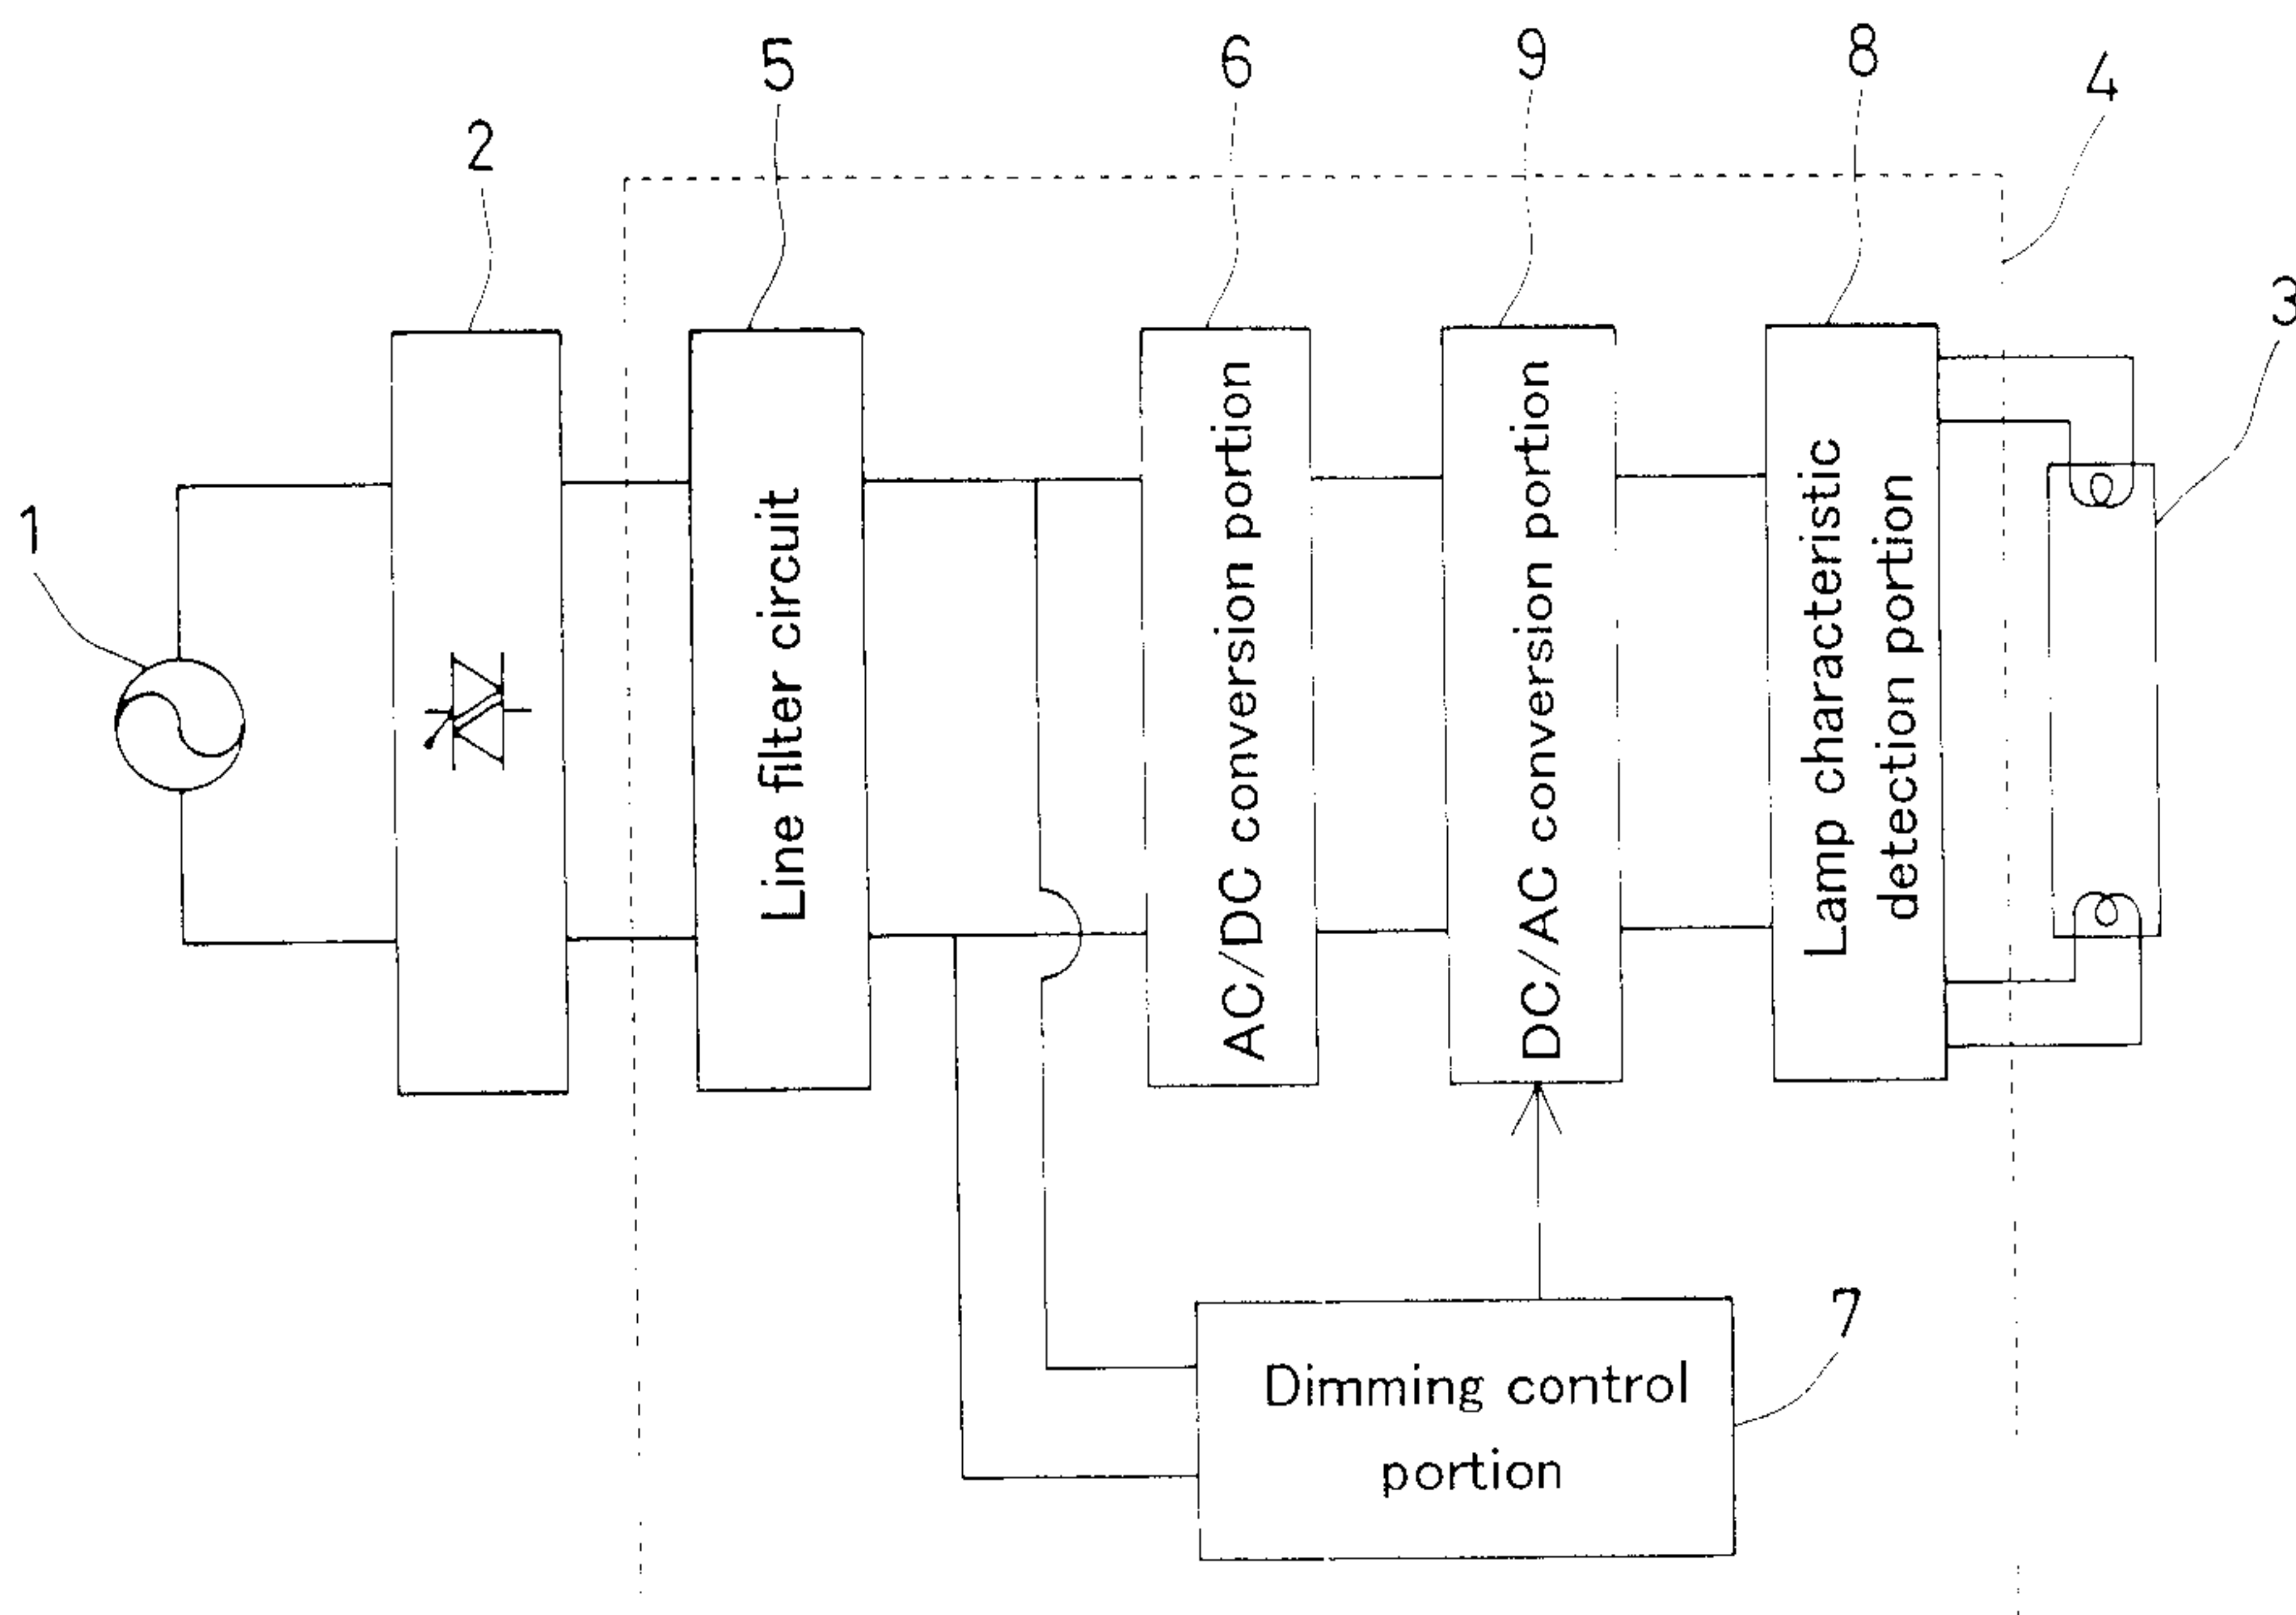 2
5
6
9
8
4
3
1
Line filter circuit
AC/DC conversion portion
DC/AC conversion portion
Lamp characteristic
detection portion
7
Dimming control
portion